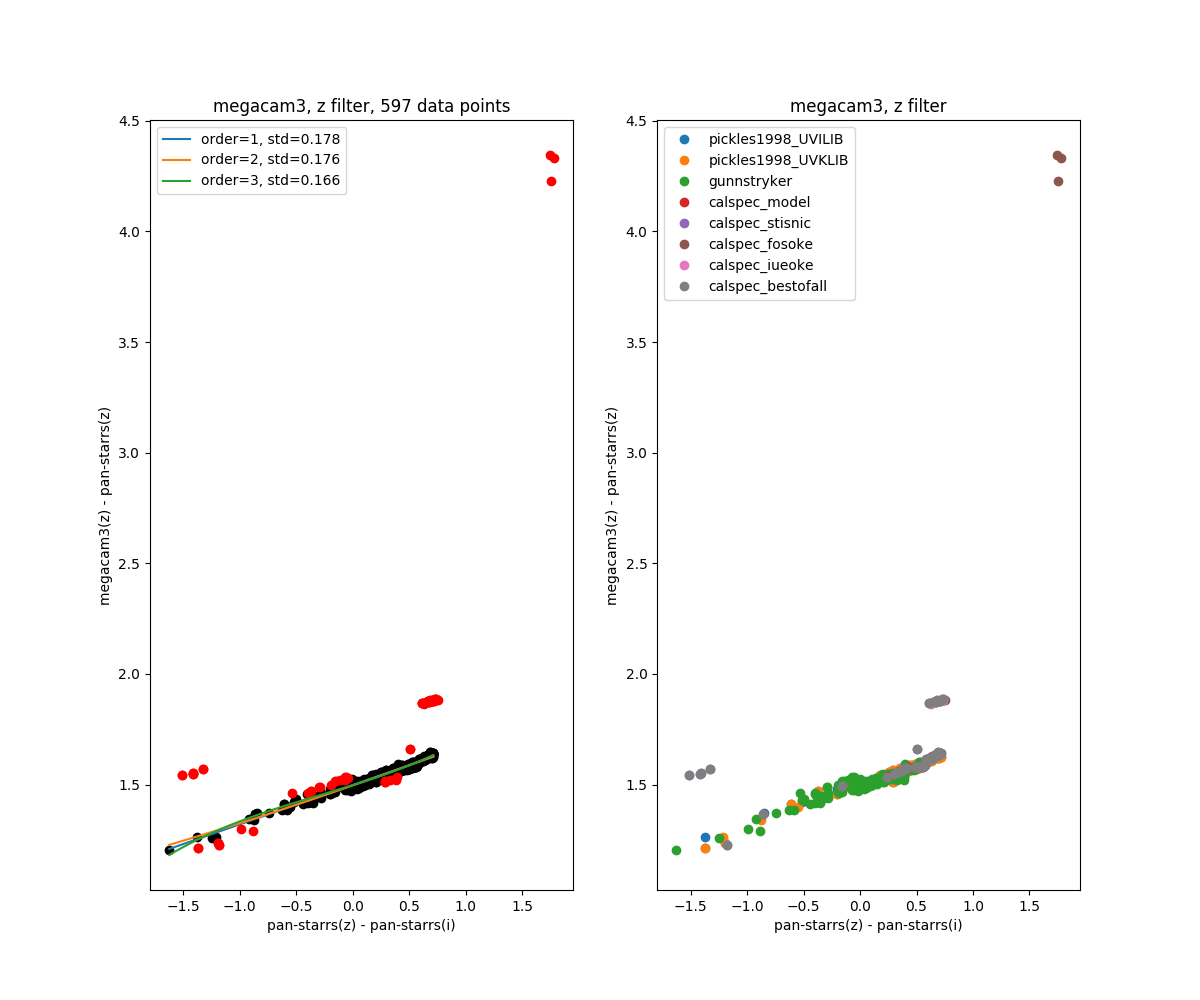 megacam3, z filter, 597 data points
order=1, std=0.178
order=2, std=0.176
order=3, std=0.166
4.5
4.0
3.5
3.0
2.5
2.0
1.5
megacam3(z) - pan-starrs(z)
−1.5 −1.0 −0.5 0.0 0.5 1.0 1.5
pan-starrs(z) - pan-starrs(i)
megacam3, z filter
pickles1998_UVILIB
pickles1998_UVKLIB
gunnstryker
calspec_model
calspec_stisnic
calspec_fosoke
calspec_iueoke
calspec_bestofall
4.5
4.0
3.5
3.0
2.5
2.0
1.5
megacam3(z) - pan-starrs(z)
−1.5 −1.0 −0.5 0.0 0.5 1.0 1.5
pan-starrs(z) - pan-starrs(i)